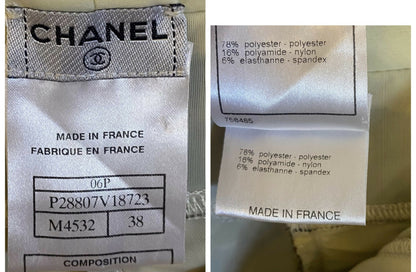 CHANEL
MADE IN FRANCE
FABRIQUE EN FRANCE
06P
P28807V18723
M4532 38
COMPOSITION
78% polyester - polyester
16% polyamide - nylon
6% elasthanne - spandex
78% polyester - polyester
16% polyamide - nylon
6% elasthanne - spandex
MADE IN FRANCE